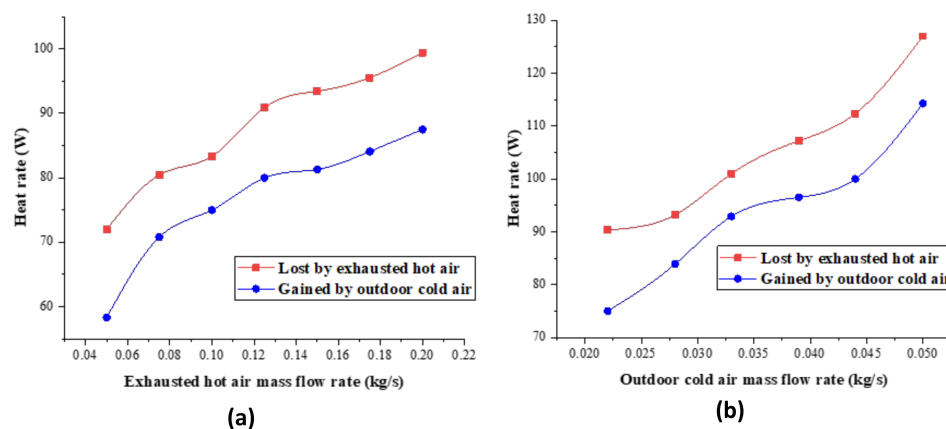 100
90
80
70
60
Heat rate (W)
Lost by exhausted hot air
Gained by outdoor cold air
0.04 0.06 0.08 0.10 0.12 0.14 0.16 0.18 0.20 0.22
Exhausted hot air mass flow rate (kg/s)
(a)
130
120
110
100
90
80
70
Heat rate (W)
Lost by exhausted hot air
Gained by outdoor cold air
0.020 0.025 0.030 0.035 0.040 0.045 0.050
Outdoor cold air mass flow rate (kg/s)
(b)